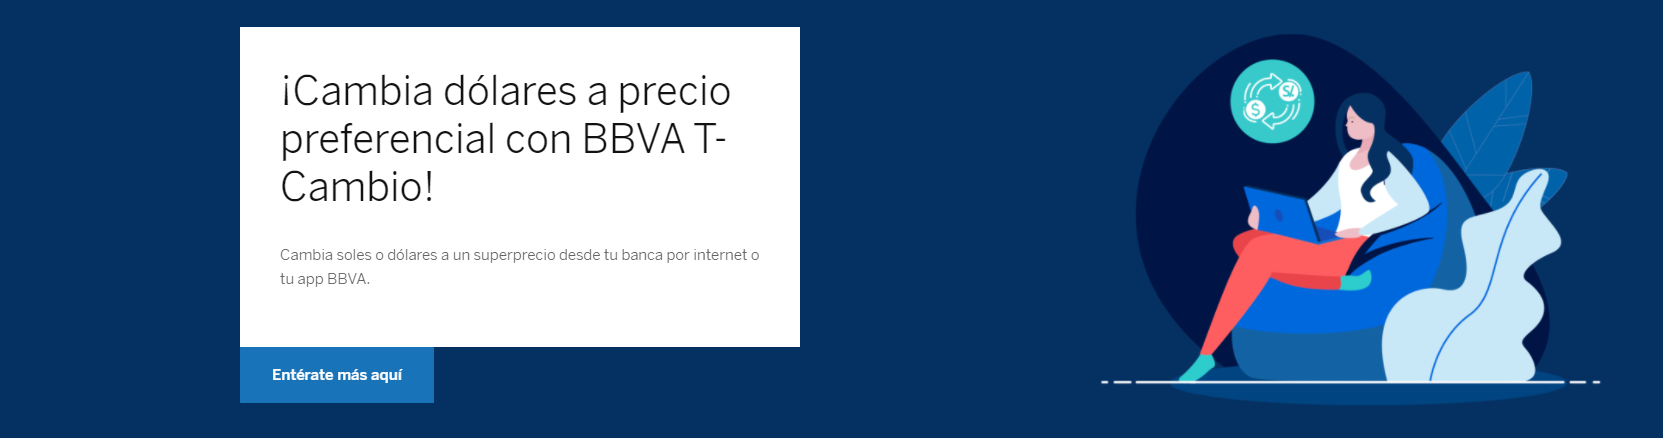 ¡Cambia dólares a precio
preferencial con BBVA T-
Cambio!
Cambia soles o dólares a un superprecio desde tu banca por internet o
tu app BBVA.
Entérate más aquí
S/.
$